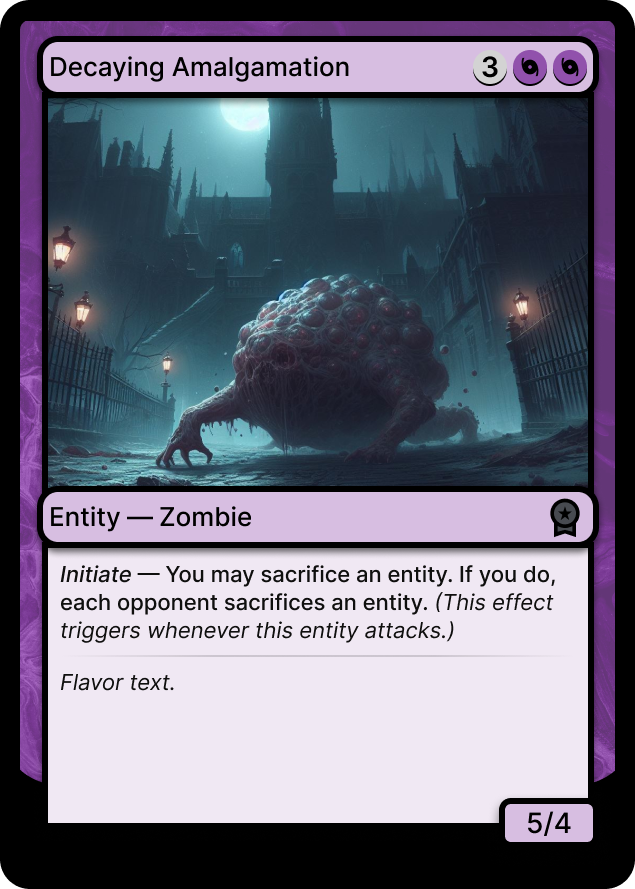 Decaying Amalgamation 3
Entity — Zombie
Initiate — You may sacrifice an entity. If you do,
each opponent sacrifices an entity. (This effect
triggers whenever this entity attacks.)
Flavor text.
5/4